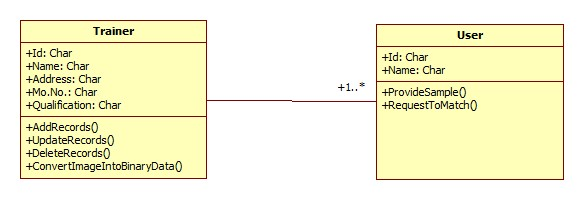 Trainer
+Id: Char
+Name: Char
+Address: Char
+Mo.No.: Char
+Qualification: Char
+AddRecords()
+UpdateRecords()
+DeleteRecords()
+ConvertImageIntoBinaryData()
+1..*
User
+Id: Char
+Name: Char
+ProvideSample()
+RequestToMatch()